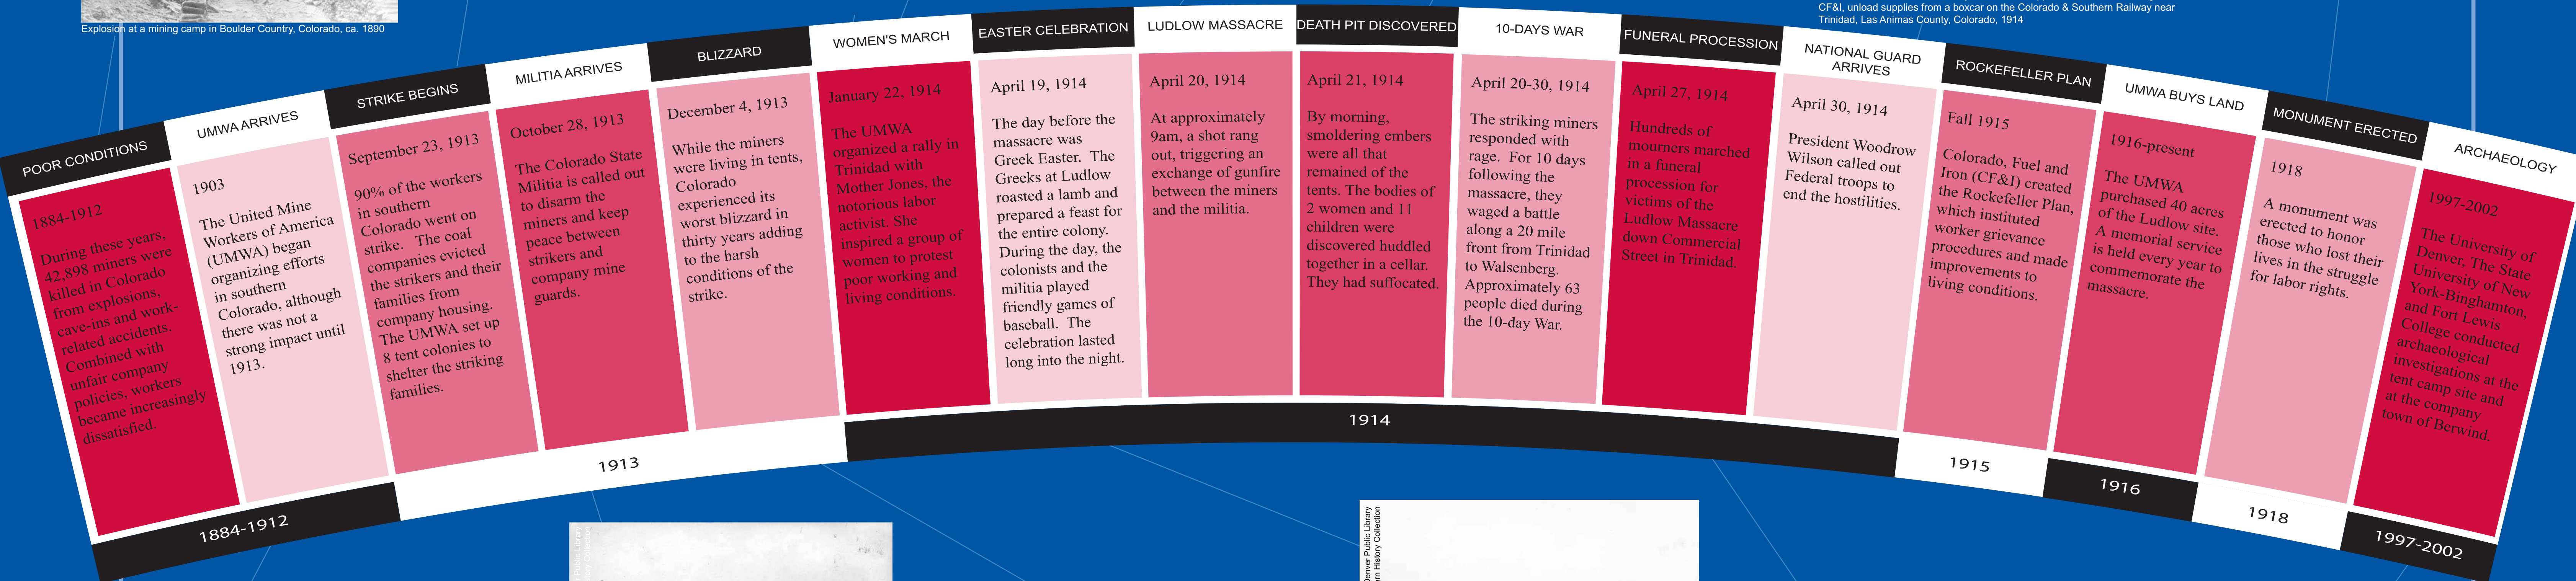 Explosion at a mining camp in Boulder Country, Colorado, ca. 1890
CF&I, unload supplies from a boxcar on the Colorado & Southern Railway near
Trinidad, Las Animas County, Colorado, 1914
POOR CONDITIONS
1884-1912
During these years,
42,898 miners were
killed in Colorado
from explosions,
cave-ins and work-
related accidents.
Combined with
unfair company
policies, workers
became increasingly
dissatisfied.
UMWA ARRIVES
1903
The United Mine
Workers of America
(UMWA) began
organizing efforts
in southern
Colorado, although
there was not a
strong impact until
1913.
STRIKE BEGINS
September 23, 1913
90% of the workers
in southern
Colorado went on
strike. The coal
companies evicted
the strikers and their
families from
company housing.
The UMWA set up
8 tent colonies to
shelter the striking
families.
MILITIA ARRIVES
October 28, 1913
The Colorado State
Militia is called out
to disarm the
miners and keep
peace between
strikers and
company mine
guards.
BLIZZARD
December 4, 1913
While the miners
were living in tents,
Colorado
experienced its
worst blizzard in
thirty years adding
to the harsh
conditions of the
strike.
WOMEN'S MARCH
January 22, 1914
The UMWA
organized a rally in
Trinidad with
Mother Jones, the
notorious labor
activist. She
inspired a group of
women to protest
poor working and
living conditions.
EASTER CELEBRATION
April 19, 1914
The day before the
massacre was
Greek Easter. The
Greeks at Ludlow
roasted a lamb and
prepared a feast for
the entire colony.
During the day, the
colonists and the
militia played
friendly games of
baseball. The
celebration lasted
long into the night.
LUDLOW MASSACRE
April 20, 1914
At approximately
9am, a shot rang
out, triggering an
exchange of gunfire
between the miners
and the militia.
DEATH PIT DISCOVERED
April 21, 1914
By morning,
smoldering embers
were all that
remained of the
tents. The bodies of
2 women and 11
children were
discovered huddled
together in a cellar.
They had suffocated.
10-DAYS WAR
April 20-30, 1914
The striking miners
responded with
rage. For 10 days
following the
massacre, they
waged a battle
along a 20 mile
front from Trinidad
to Walsenberg.
Approximately 63
people died during
the 10-day War.
FUNERAL PROCESSION
April 27, 1914
Hundreds of
mourners marched
in a funeral
procession for
victims of the
Ludlow Massacre
down Commercial
Street in Trinidad.
NATIONAL GUARD
ARRIVES
April 30, 1914
President Woodrow
Wilson called out
Federal troops to
end the hostilities.
ROCKEFELLER PLAN
Fall 1915
Colorado, Fuel and
Iron (CF&I) created
the Rockefeller Plan,
which instituted
worker grievance
procedures and made
improvements to
living conditions.
UMWA BUYS LAND
1916-present
The UMWA
purchased 40 acres
of the Ludlow site.
A memorial service
is held every year to
commemorate the
massacre.
MONUMENT ERECTED
1918
A monument was
erected to honor
those who lost their
lives in the struggle
for labor rights.
ARCHAEOLOGY
1997-2002
The University of
Denver, The State
University of New
York-Binghamton,
and Fort Lewis
College conducted
archaeological
investigations at the
tent camp site and
at the company
town of Berwind.
1884-1912
1913
1914
1915
1916
1918
1997-2002
Denver Public Library
History Collection